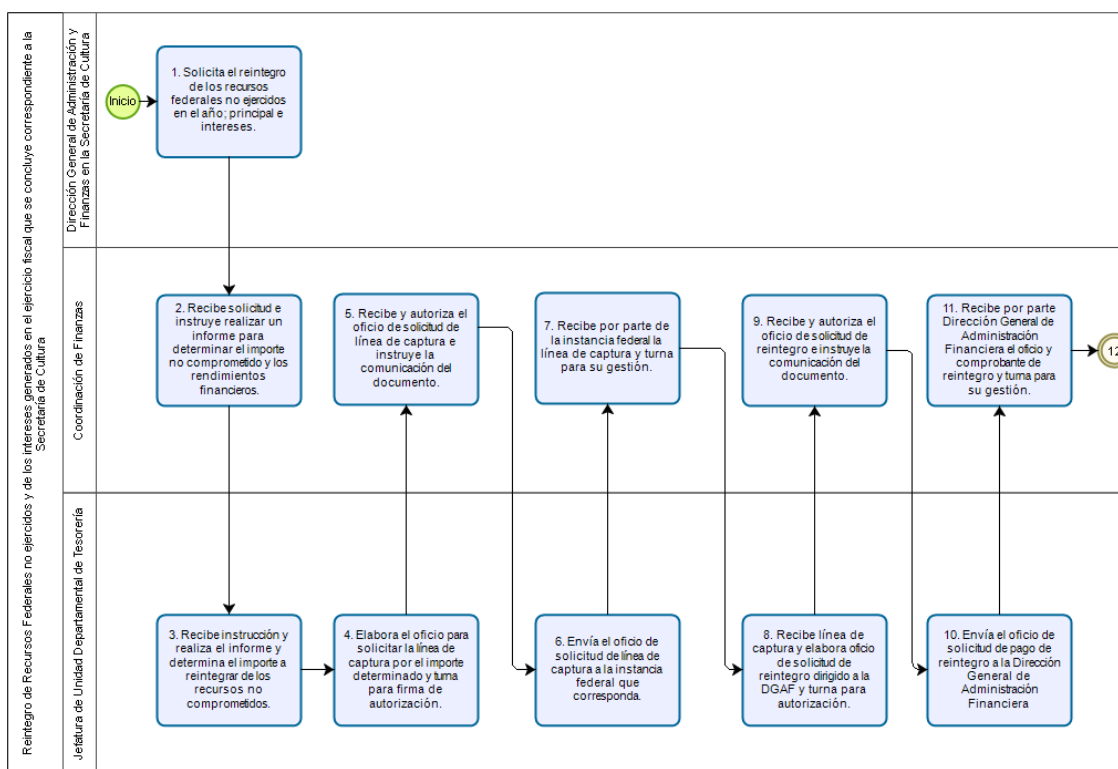 Reintegro de Recursos Federales no ejercidos y de los intereses generados en el ejercicio fiscal que se concluye correspondiente a la
Secretaría de Cultura
Dirección General de Administración y
Finanzas en la Secretaría de Cultura
Inicio
1. Solicita el reintegro
de los recursos
federales no ejercidos
en el año; principal e
intereses.
Coordinación de Finanzas
2. Recibe solicitud e
instruye realizar un
informe para
determinar el importe
no comprometido y los
rendimientos
financieros.
5. Recibe y autoriza el
oficio de solicitud de
línea de captura e
instruye la
comunicación del
documento.
7. Recibe por parte de
la instancia federal la
línea de captura y turna
para su gestión.
9. Recibe y autoriza el
oficio de solicitud de
reintegro e instruye la
comunicación del
documento.
11. Recibe por parte
Dirección General de
Administración
Financiera el oficio y
comprobante de
reintegro y turna para
su gestión.
12
Jefatura de Unidad Departamental de Tesorería
3. Recibe instrucción y
realiza el informe y
determina el importe a
reintegrar de los
recursos no
comprometidos.
4. Elabora el oficio para
solicitar la línea de
captura por el importe
determinado y turna
para firma de
autorización.
6. Envía el oficio de
solicitud de línea de
captura a la instancia
federal que
corresponda.
8. Recibe línea de
captura y elabora oficio
de solicitud de
reintegro dirigido a la
DGAF y turna para
autorización.
10. Envía el oficio de
solicitud de pago de
reintegro a la Dirección
General de
Administración
Financiera